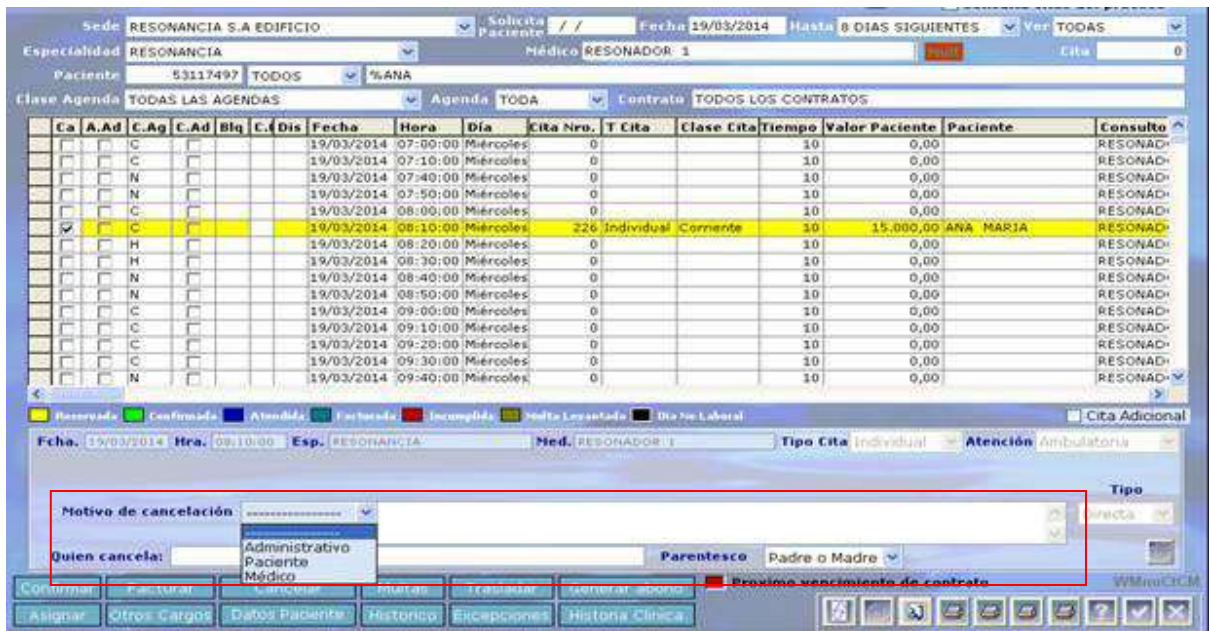 Sede RESONANCIA S.A EDIFICIO Solicita Paciente / / Fecha 19/03/2014 Hasta 8 DIAS SIGUIENTES Ver TODAS
Especialidad RESONANCIA Médico RESONADOR 1 Cita 0
Paciente 53117497 TODOS %ANA
Clase Agenda TODAS LAS AGENDAS Agenda TODA Contrato TODOS LOS CONTRATOS
Ca A.Ad C.Ag C.Ad Blq C. Dis Fecha Hora Día Cita Nro. T Cita Clase Cita Tiempo Valor Paciente Paciente Consulto
C 19/03/2014 07:00:00 Miércoles 0 10 0,00 RESONAD
C 19/03/2014 07:10:00 Miércoles 0 10 0,00 RESONAD
N 19/03/2014 07:40:00 Miércoles 0 10 0,00 RESONAD
N 19/03/2014 07:50:00 Miércoles 0 10 0,00 RESONAD
C 19/03/2014 08:00:00 Miércoles 0 10 0,00 RESONAD
C 19/03/2014 08:10:00 Miércoles 226 Individual Corriente 10 15.000,00 ANA MARIA RESONAD
H 19/03/2014 08:20:00 Miércoles 0 10 0,00 RESONAD
H 19/03/2014 08:30:00 Miércoles 0 10 0,00 RESONAD
N 19/03/2014 08:40:00 Miércoles 0 10 0,00 RESONAD
N 19/03/2014 08:50:00 Miércoles 0 10 0,00 RESONAD
C 19/03/2014 09:00:00 Miércoles 0 10 0,00 RESONAD
C 19/03/2014 09:10:00 Miércoles 0 10 0,00 RESONAD
C 19/03/2014 09:20:00 Miércoles 0 10 0,00 RESONAD
C 19/03/2014 09:30:00 Miércoles 0 10 0,00 RESONAD
N 19/03/2014 09:40:00 Miércoles 0 10 0,00 RESONAD
Reservada Confirmada Atendida Facturada Incumplida Multa Levantada Dia No Laboral Cita Adicional
Fcha. 19/03/2014 Hra. 08:10:00 Esp. RESONANCIA Med. RESONADOR 1 Tipo Cita Individual Atención Ambulatoria
Tipo
Motivo de cancelación ---------------- Directa
----------------
Administrativo
Paciente
Médico
Quien cancela: Parentesco Padre o Madre
Confirmar Facturar Cancelar Multas Trasladar Generar abono Proximo vencimiento de contrato
Asignar Otros Cargos Datos Paciente Historico Excepciones Historia Clinica